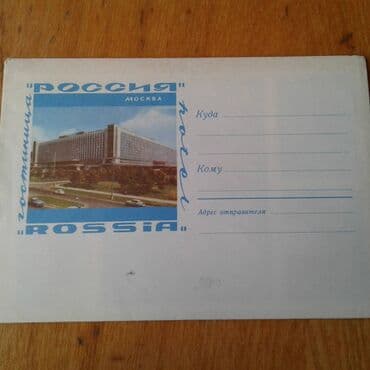 "РОССИЯ"
МОСКВА
"гостиница
hotel"
"ROSSIA"
Куда
Кому
Адрес отправителя